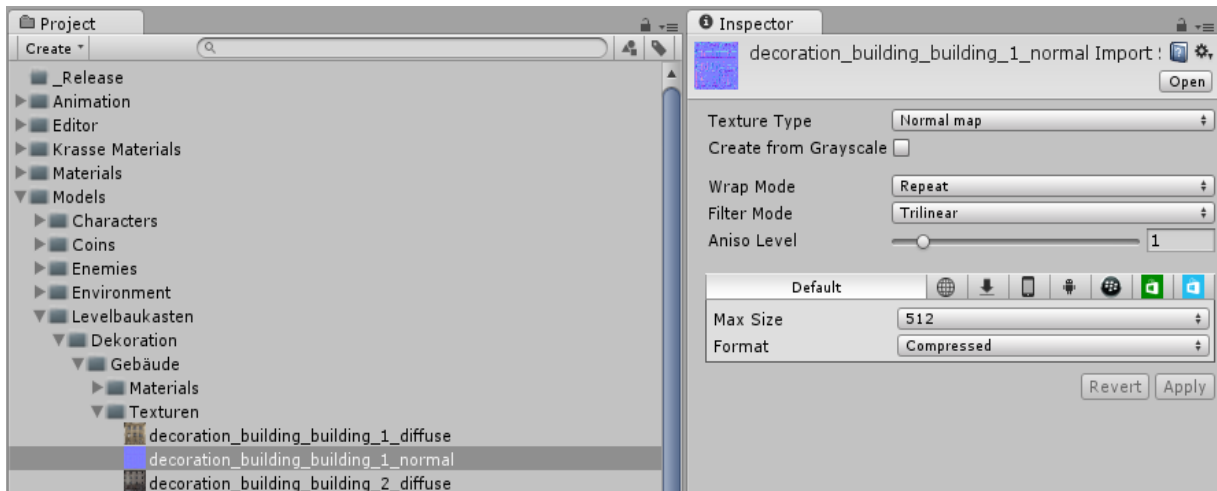 Project
Create
_Release
Animation
Editor
Krasse Materials
Materials
Models
Characters
Coins
Enemies
Environment
Levelbaukasten
Dekoration
Gebäude
Materials
Texturen
decoration_building_building_1_diffuse
decoration_building_building_1_normal
decoration_building_building_2_diffuse
Inspector
decoration_building_building_1_normal Import
Open
Texture Type Normal map
Create from Grayscale
Wrap Mode Repeat
Filter Mode Trilinear
Aniso Level 1
Default
Max Size 512
Format Compressed
Revert Apply